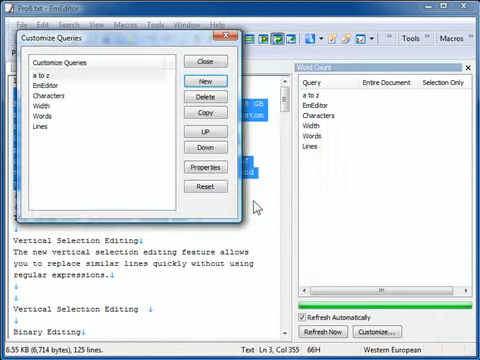 Pro8.txt - EmEditor
Customize Queries
File Edit View Macros Tools Window Help
Tools
Macros
Customize Queries
a to z
EmEditor
Characters
Width
Words
Lines
Close
New
Delete
Copy
UP
Down
Properties
Reset
GB
Vertical Selection Editing↓
The new vertical selection editing feature allows
you to replace similar lines quickly without using
regular expressions.↓
↓
↓
Vertical Selection Editing ↓
↓
Binary Editing↓
Word Count
Query Entire Document Selection Only
a to z
EmEditor
Characters
Width
Words
Lines
Refresh Automatically
Refresh Now
Customize...
6.55 KB (6,714 bytes), 125 lines.
Text
Ln 3, Col 355
66H
Western European